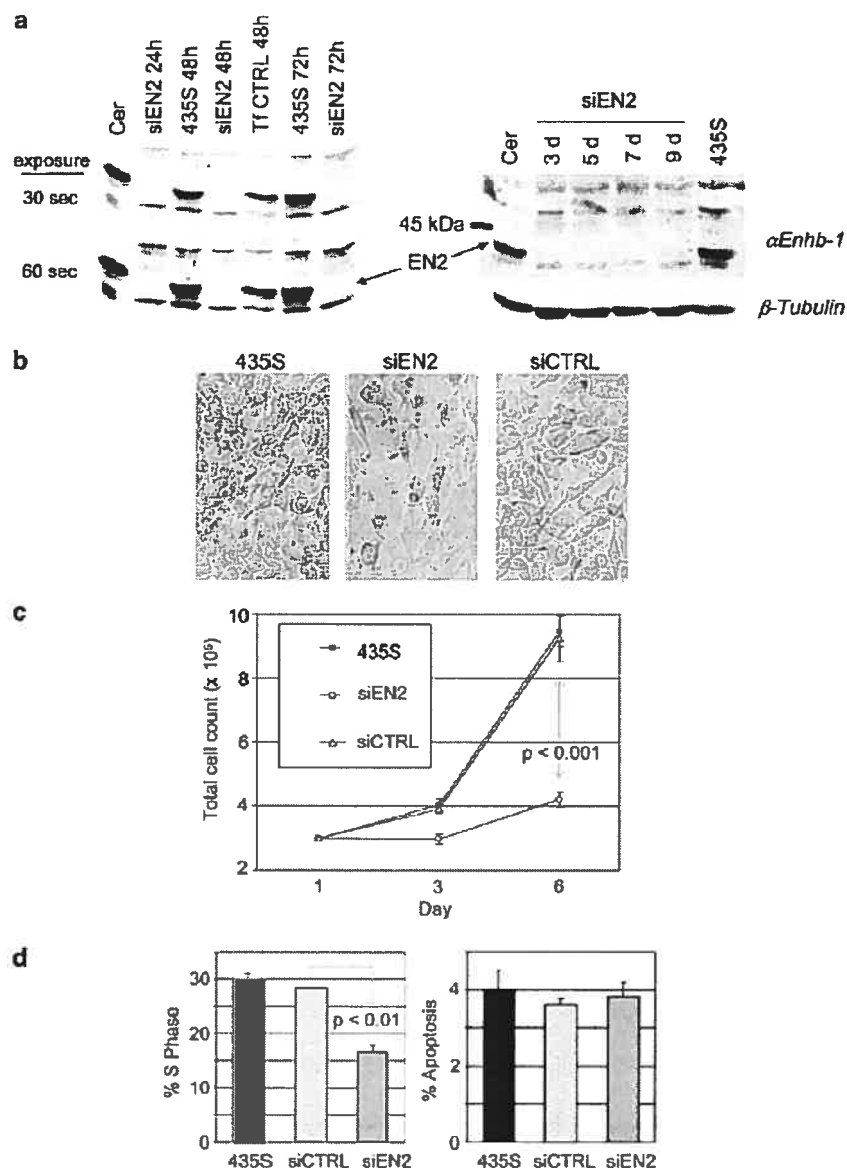 a
Cer
siEN2 24h
435S 48h
siEN2 48h
Tf CTRL 48h
435S 72h
siEN2 72h
exposure
30 sec
60 sec
siEN2
Cer
3 d
5 d
7 d
9 d
435S
45 kDa
EN2
αEnhb-1
β-Tubulin
b
435S
siEN2
siCTRL
c
Total cell count (x 10⁵)
10
8
6
4
2
435S
siEN2
siCTRL
p < 0.001
1
3
6
Day
d
% S Phase
30
25
20
15
10
0
p < 0.01
435S
siCTRL
siEN2
% Apoptosis
4
2
0
435S
siCTRL
siEN2